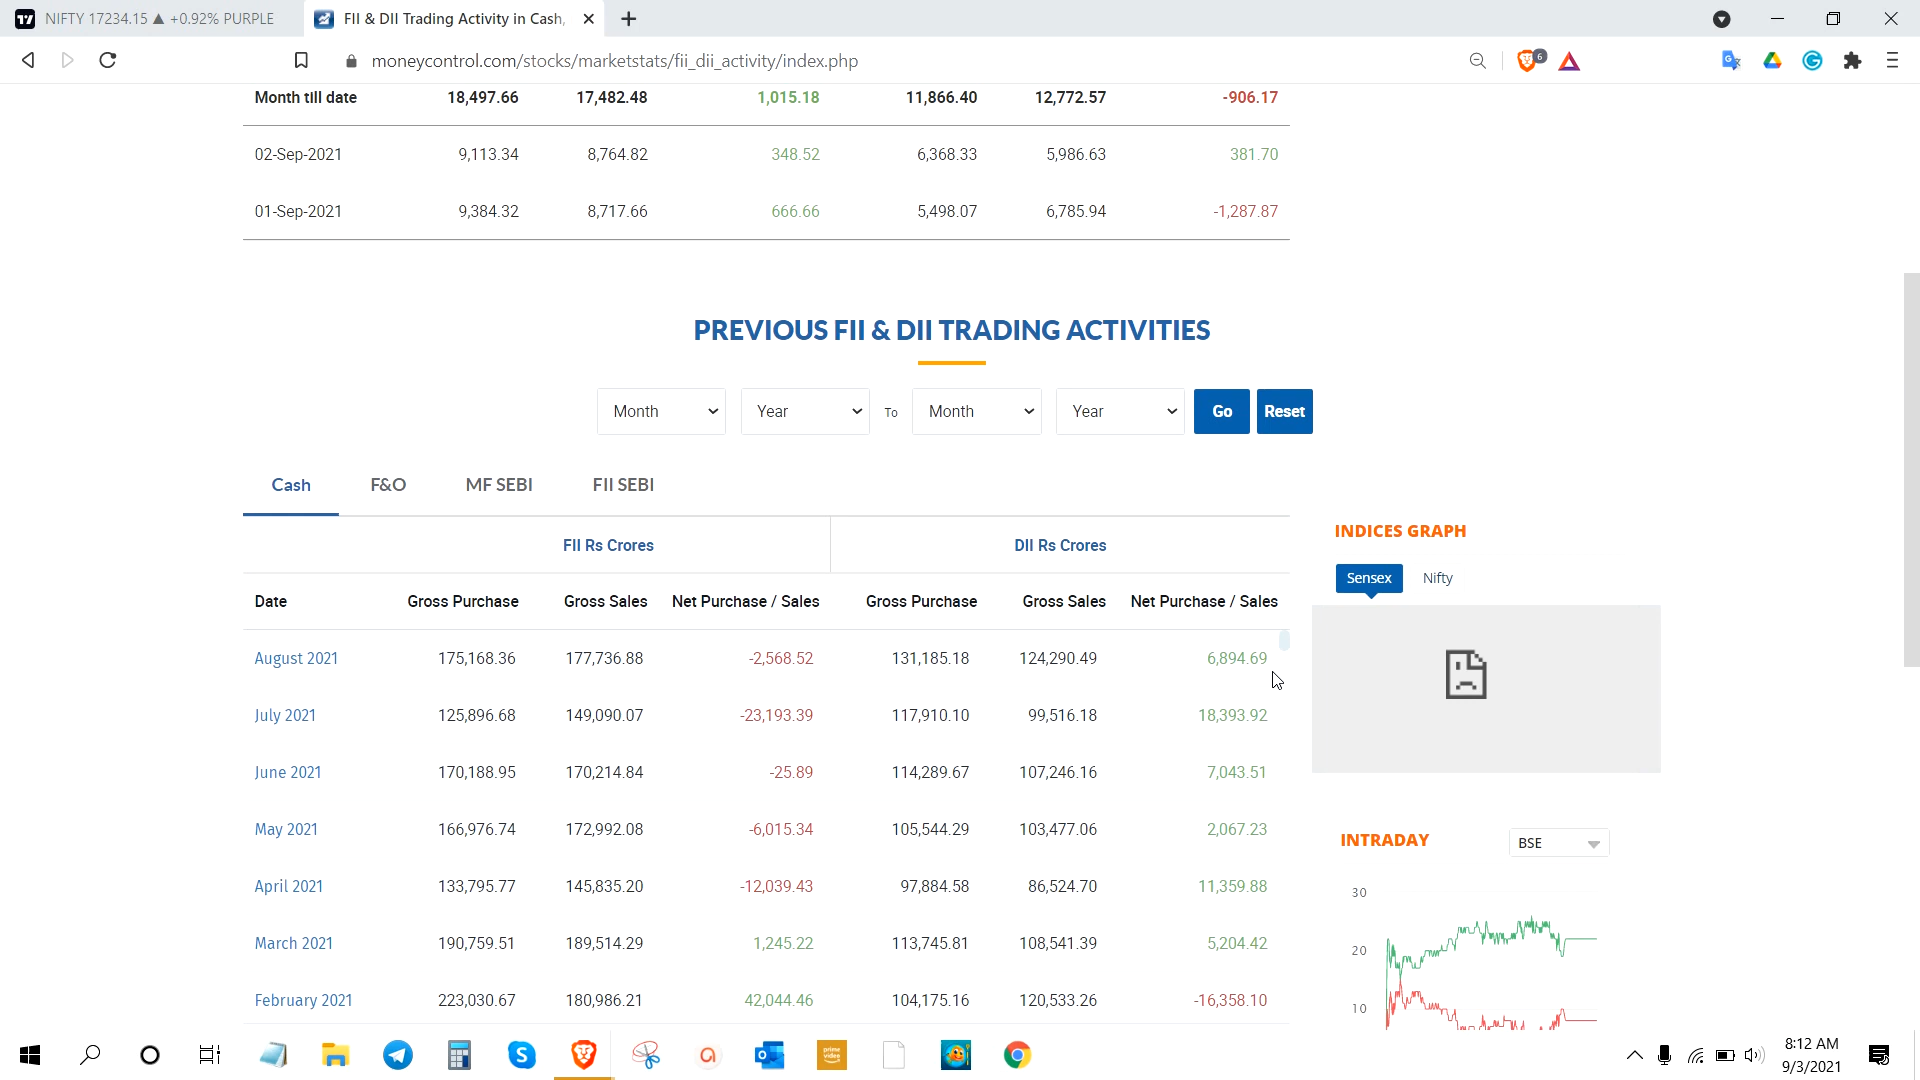 NIFTY 17234.15 ▲ +0.92% PURPLE
FII & DII Trading Activity in Cash,
moneycontrol.com/stocks/marketstats/fii_dii_activity/index.php
6
Month till date 18,497.66 17,482.48 1,015.18 11,866.40 12,772.57 -906.17
02-Sep-2021 9,113.34 8,764.82 348.52 6,368.33 5,986.63 381.70
01-Sep-2021 9,384.32 8,717.66 666.66 5,498.07 6,785.94 -1,287.87
PREVIOUS FII & DII TRADING ACTIVITIES
Month Year To Month Year Go Reset
Cash F&O MF SEBI FII SEBI
FII Rs Crores DII Rs Crores
Date Gross Purchase Gross Sales Net Purchase / Sales Gross Purchase Gross Sales Net Purchase / Sales
August 2021 175,168.36 177,736.88 -2,568.52 131,185.18 124,290.49 6,894.69
July 2021 125,896.68 149,090.07 -23,193.39 117,910.10 99,516.18 18,393.92
June 2021 170,188.95 170,214.84 -25.89 114,289.67 107,246.16 7,043.51
May 2021 166,976.74 172,992.08 -6,015.34 105,544.29 103,477.06 2,067.23
April 2021 133,795.77 145,835.20 -12,039.43 97,884.58 86,524.70 11,359.88
March 2021 190,759.51 189,514.29 1,245.22 113,745.81 108,541.39 5,204.42
February 2021 223,030.67 180,986.21 42,044.46 104,175.16 120,533.26 -16,358.10
INDICES GRAPH
Sensex Nifty
INTRADAY BSE
30
20
10
prime video
8:12 AM
9/3/2021